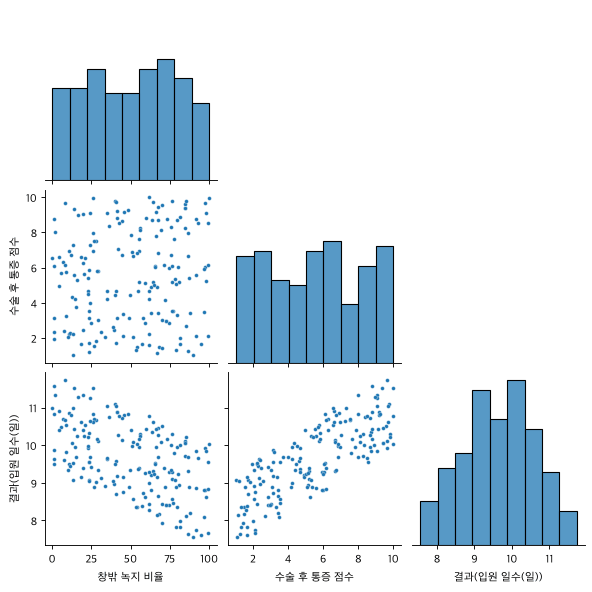 수술 후 통증 점수
10
8
6
4
2
결과(입원 일수(일))
11
10
9
8
0 25 50 75 100
2 4 6 8 10
8 9 10 11
창밖 녹지 비율
수술 후 통증 점수
결과(입원 일수(일))